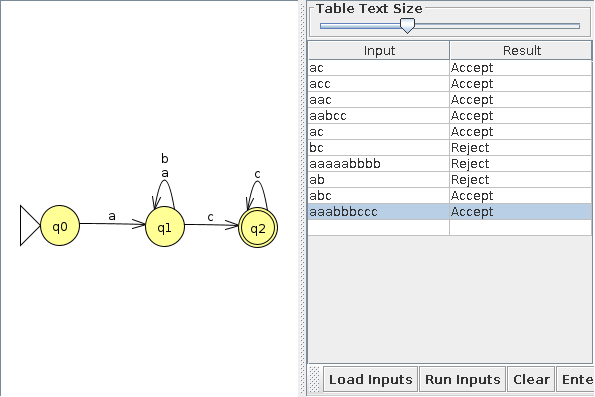 Table Text Size
Input Result
ac Accept
acc Accept
aac Accept
aabcc Accept
ac Accept
bc Reject
aaaaabbbb Reject
ab Reject
abc Accept
aaabbbccc Accept
b
a
c
q0 a q1 c q2
Load Inputs Run Inputs Clear Ente